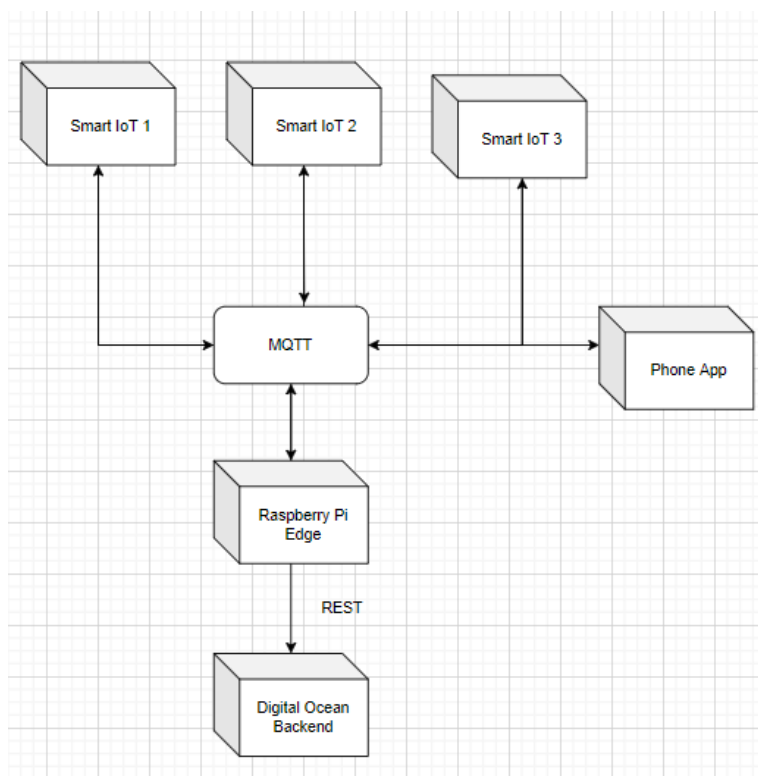 Smart IoT 1
Smart IoT 2
Smart IoT 3
MQTT
Phone App
Raspberry Pi
Edge
REST
Digital Ocean
Backend